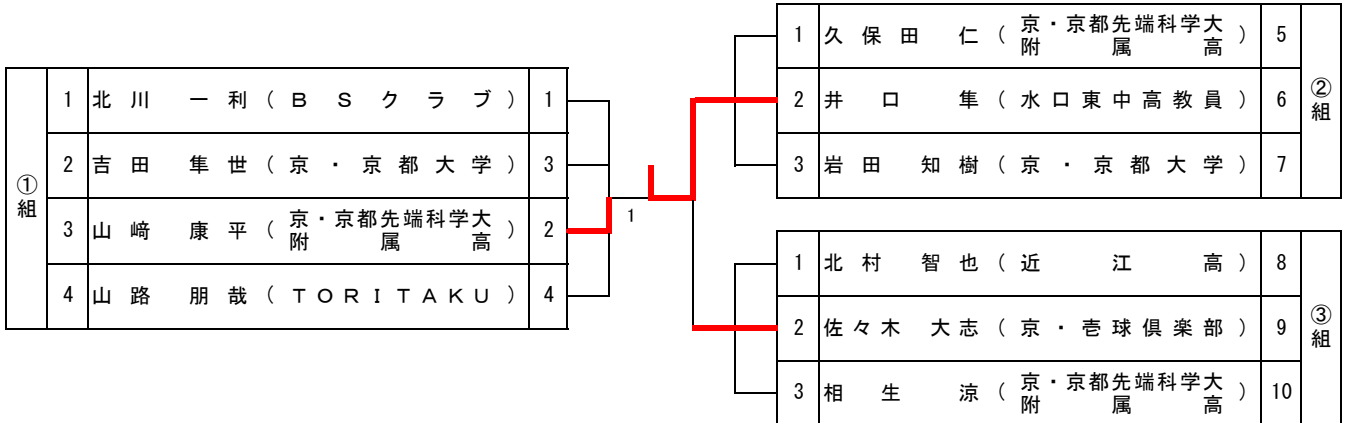 ①組
1 北川 一利 （ＢＳクラブ） 1
2 吉田 隼世 （京・京都大学） 3
3 山﨑 康平 （京・京都先端科学大附属高） 2
4 山路 朋哉 （ＴＯＲＩＴＡＫＵ） 4
1
1 久保田 仁 （京・京都先端科学大附属高） 5
2 井口 隼 （水口東中高教員） 6
3 岩田 知樹 （京・京都大学） 7
②組
1 北村 智也 （近江高） 8
2 佐々木 大志 （京・壱球倶楽部） 9
3 相生 涼 （京・京都先端科学大附属高） 10
③組